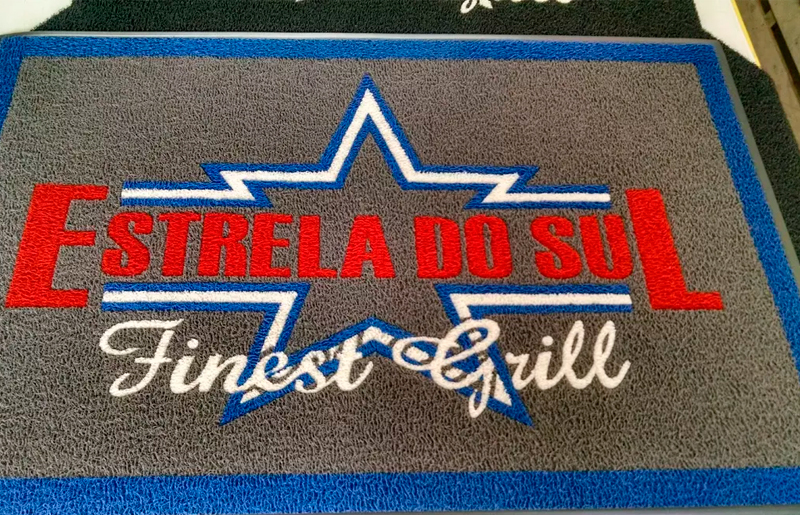 ESTRELA DO SUL
Finest Grill